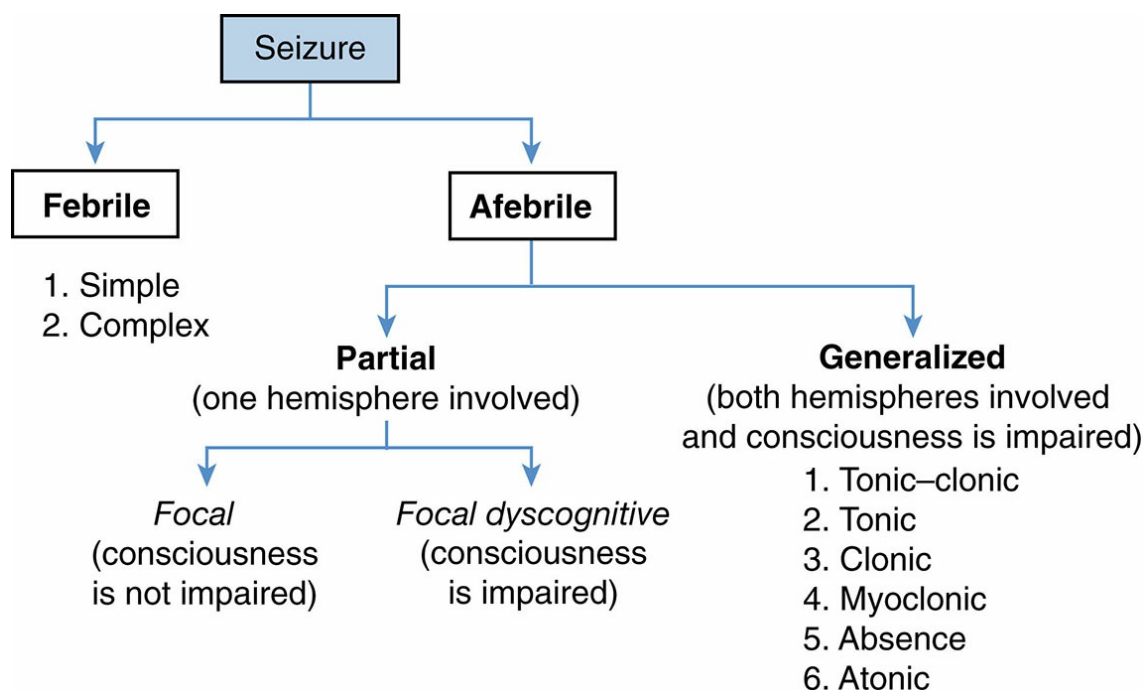 Seizure
Febrile
Afebrile
1. Simple
2. Complex
Partial
(one hemisphere involved)
Generalized
(both hemispheres involved
and consciousness is impaired)
Focal
(consciousness
is not impaired)
Focal dyscognitive
(consciousness
is impaired)
1. Tonic–clonic
2. Tonic
3. Clonic
4. Myoclonic
5. Absence
6. Atonic